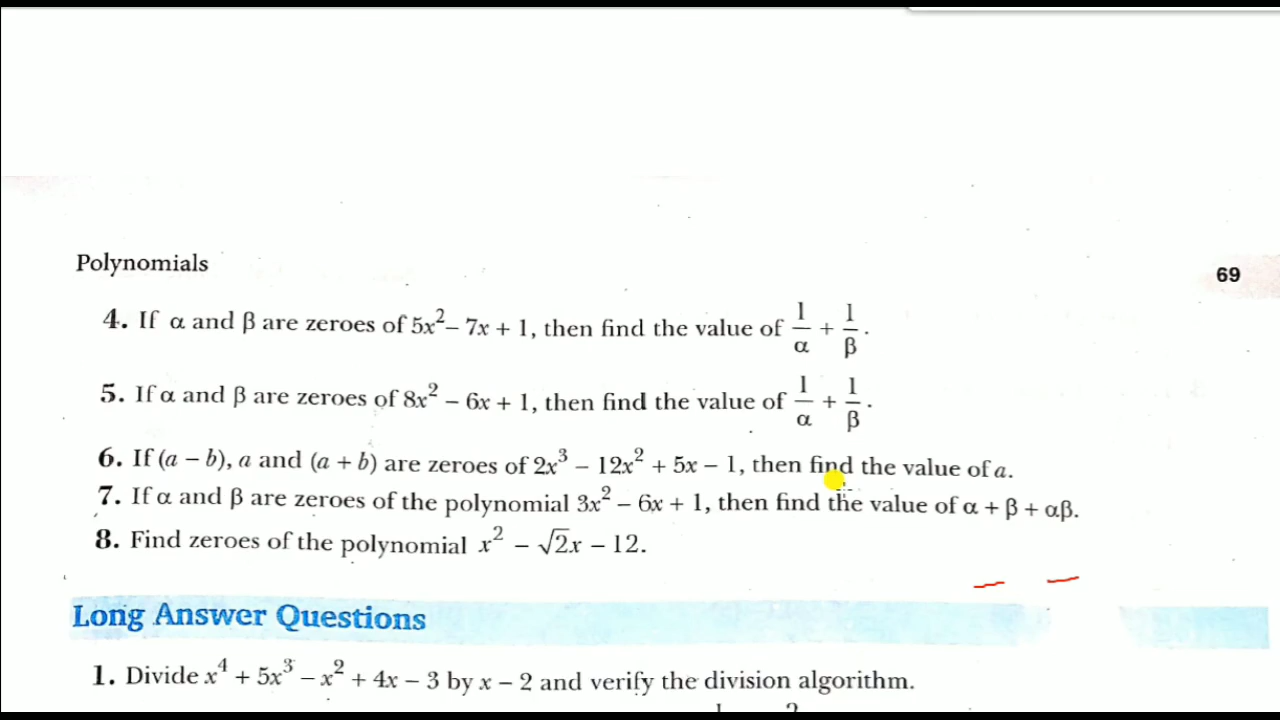 Polynomials
69
4. If α and β are zeroes of 5x² – 7x + 1, then find the value of 1/α + 1/β.
5. If α and β are zeroes of 8x² – 6x + 1, then find the value of 1/α + 1/β.
6. If (a – b), a and (a + b) are zeroes of 2x³ – 12x² + 5x – 1, then find the value of a.
7. If α and β are zeroes of the polynomial 3x² – 6x + 1, then find the value of α + β + αβ.
8. Find zeroes of the polynomial x² – √2x – 12.
Long Answer Questions
1. Divide x⁴ + 5x³ – x² + 4x – 3 by x – 2 and verify the division algorithm.